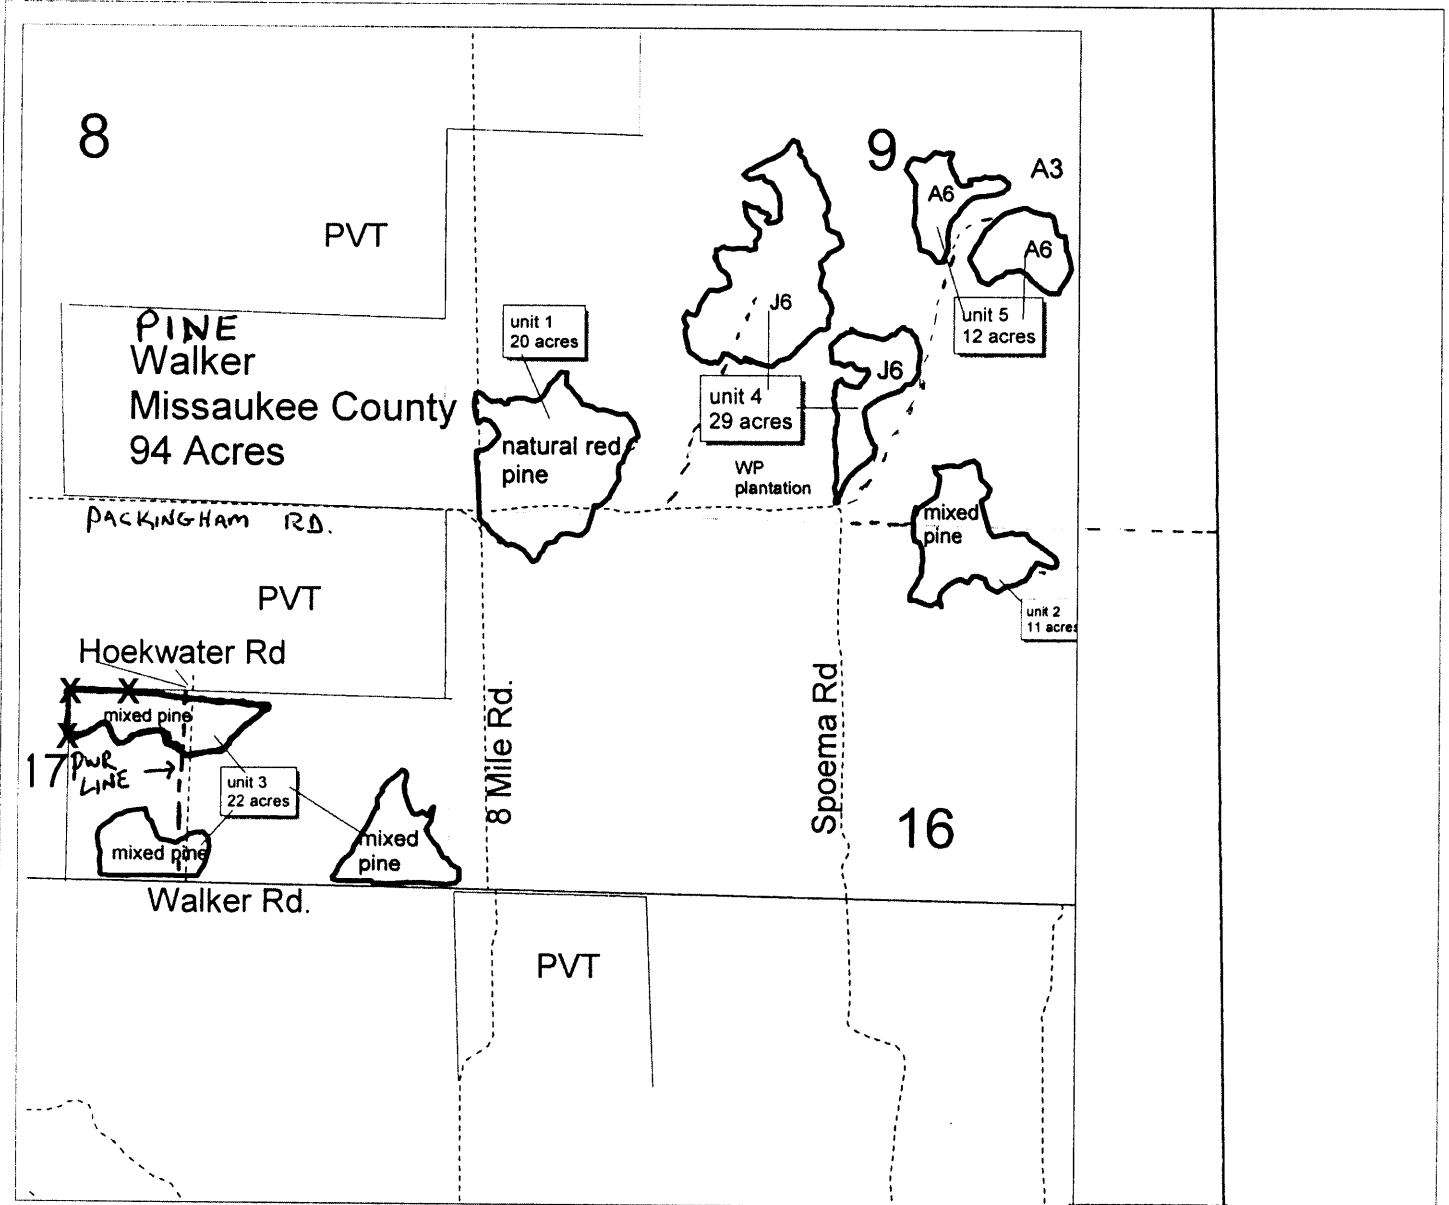 8
9
A3
A6
PVT
A6
J6
unit 1
20 acres
unit 5
12 acres
PINE
Walker
Missaukee County
94 Acres
J6
unit 4
29 acres
natural red
pine
WP
plantation
PACKINGHAM RD.
mixed
pine
PVT
unit 2
11 acres
Hoekwater Rd
X X
mixed pine
X
8 Mile Rd.
Spoema Rd
17
PWR
LINE
unit 3
22 acres
16
mixed
pine
mixed pine
Walker Rd.
PVT